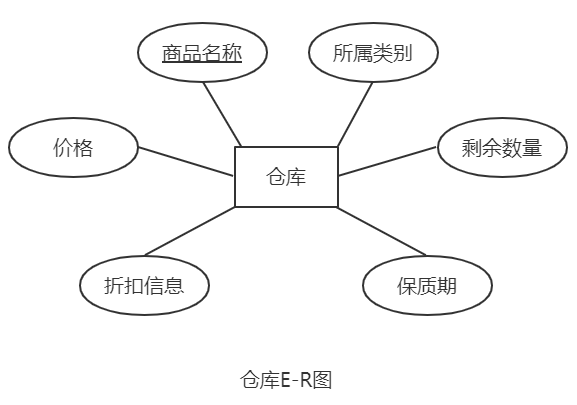 商品名称
所属类别
价格
剩余数量
仓库
折扣信息
保质期
仓库E-R图